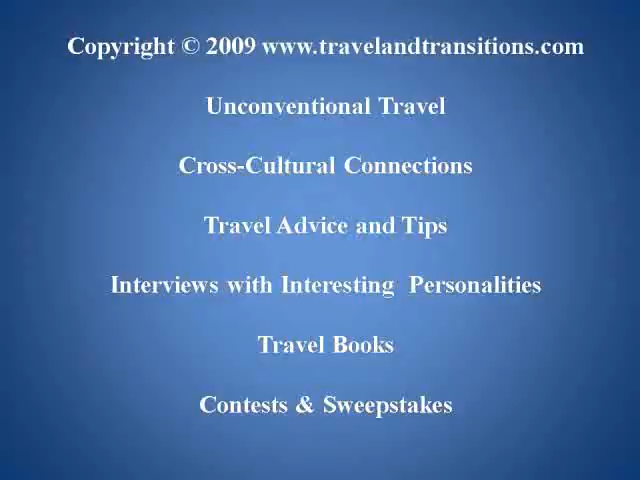 Copyright © 2009 www.travelandtransitions.com
Unconventional Travel
Cross-Cultural Connections
Travel Advice and Tips
Interviews with Interesting Personalities
Travel Books
Contests & Sweepstakes